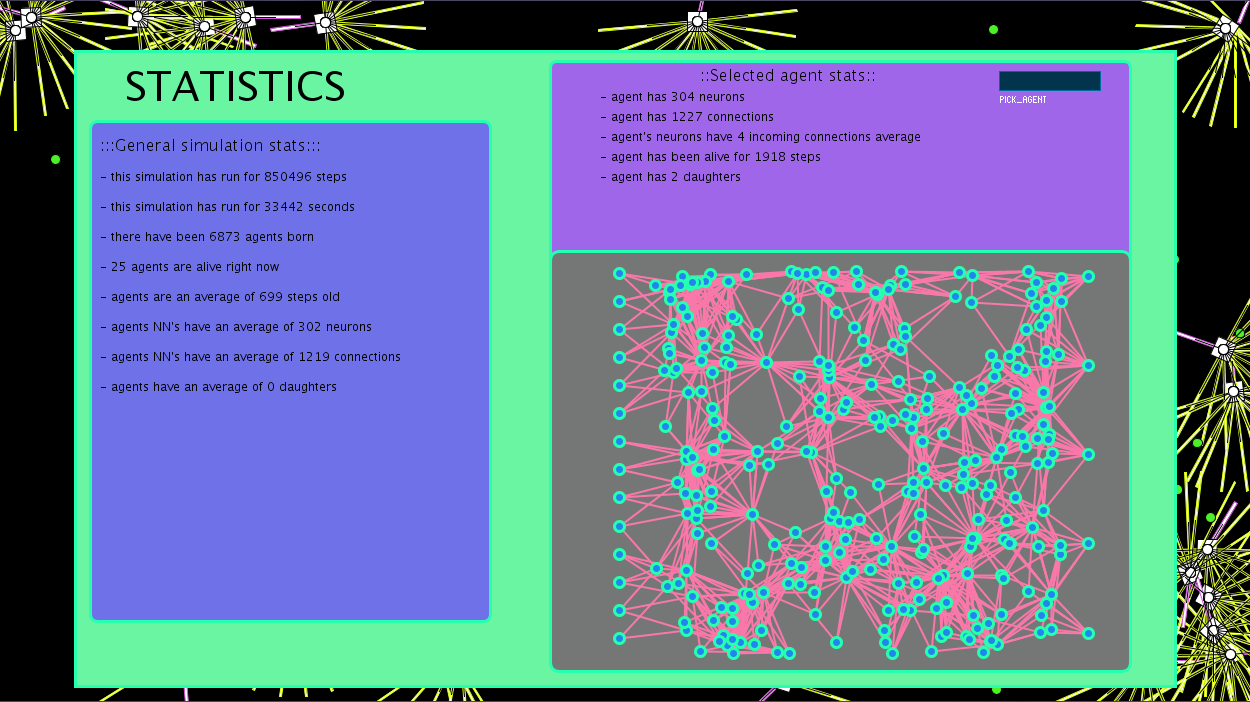 STATISTICS
:::General simulation stats:::
- this simulation has run for 850496 steps
- this simulation has run for 33442 seconds
- there have been 6873 agents born
- 25 agents are alive right now
- agents are an average of 699 steps old
- agents NN's have an average of 302 neurons
- agents NN's have an average of 1219 connections
- agents have an average of 0 daughters
::Selected agent stats::
- agent has 304 neurons
- agent has 1227 connections
- agent's neurons have 4 incoming connections average
- agent has been alive for 1918 steps
- agent has 2 daughters
PICK_AGENT